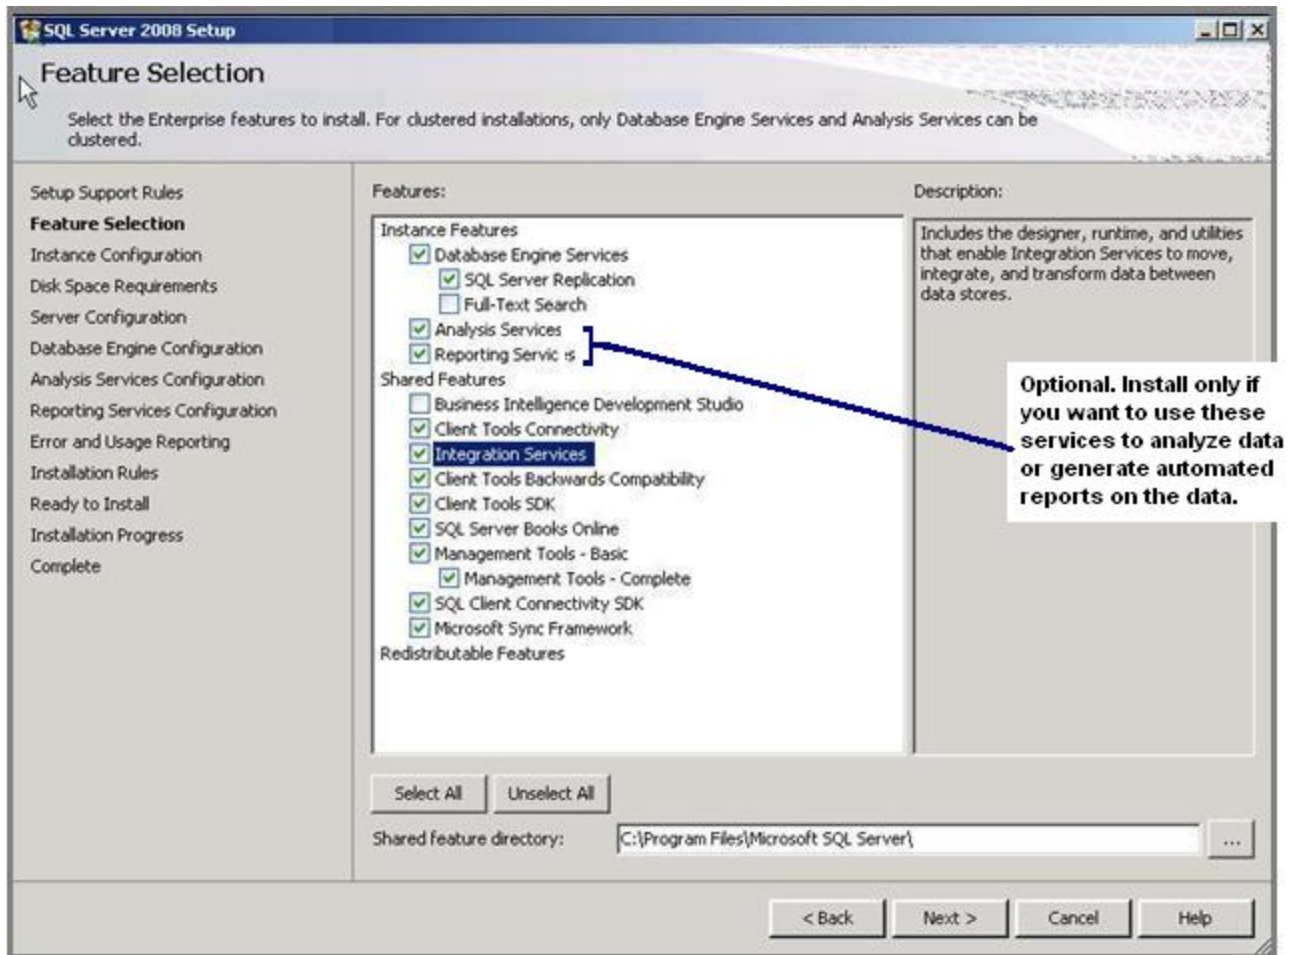 SQL Server 2008 Setup
Feature Selection
Select the Enterprise features to install. For clustered installations, only Database Engine Services and Analysis Services can be
clustered.
Setup Support Rules
Feature Selection
Instance Configuration
Disk Space Requirements
Server Configuration
Database Engine Configuration
Analysis Services Configuration
Reporting Services Configuration
Error and Usage Reporting
Installation Rules
Ready to Install
Installation Progress
Complete
Features:
Instance Features
Database Engine Services
SQL Server Replication
Full-Text Search
Analysis Services
Reporting Services
Shared Features
Business Intelligence Development Studio
Client Tools Connectivity
Integration Services
Client Tools Backwards Compatibility
Client Tools SDK
SQL Server Books Online
Management Tools - Basic
Management Tools - Complete
SQL Client Connectivity SDK
Microsoft Sync Framework
Redistributable Features
Description:
Includes the designer, runtime, and utilities
that enable Integration Services to move,
integrate, and transform data between
data stores.
Optional. Install only if
you want to use these
services to analyze data
or generate automated
reports on the data.
Select All
Unselect All
Shared feature directory:
C:\Program Files\Microsoft SQL Server\
...
< Back
Next >
Cancel
Help